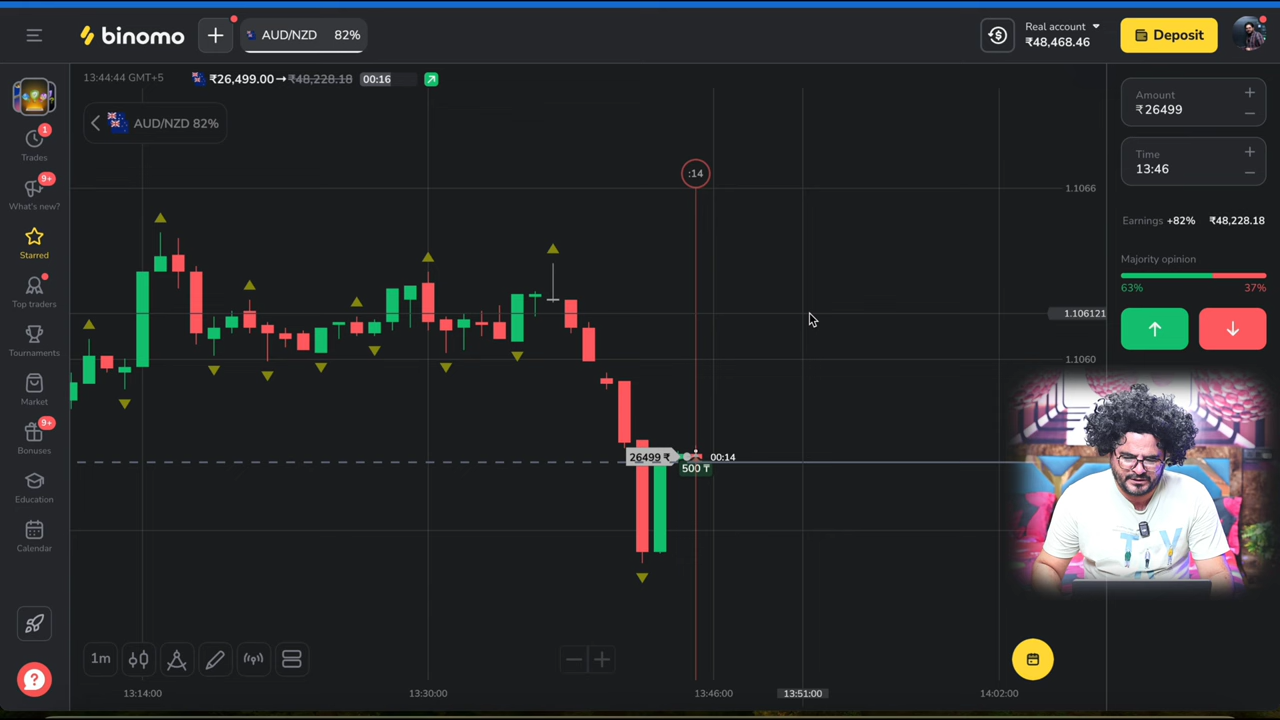 binomo
AUD/NZD 82%
Real account
₹48,468.46
Deposit
13:44:44 GMT+5
₹26,499.00→₹48,228.18 00:16
AUD/NZD 82%
1
Trades
9+
What's new?
Starred
Top traders
Tournaments
Market
9+
Bonuses
Education
Calendar
:14
26499 ₹
500 ₸
00:14
1.1066
1.106121
1.1060
Amount
₹26499
Time
13:46
Earnings +82% ₹48,228.18
Majority opinion
63% 37%
1m
13:14:00 13:30:00 13:46:00 13:51:00 14:02:00